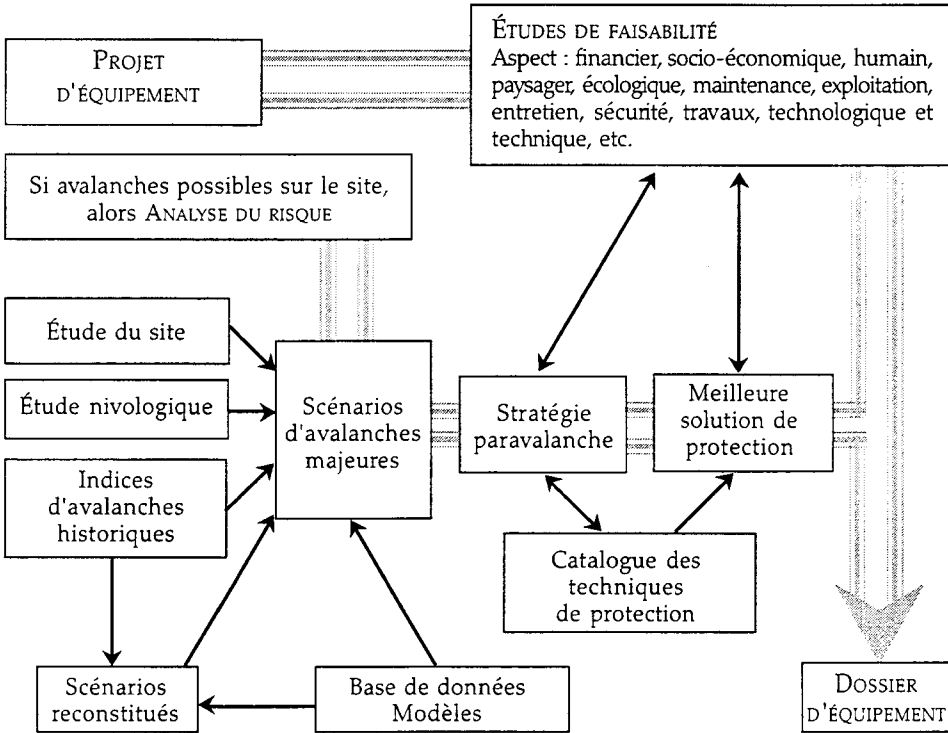 PROJET
D'ÉQUIPEMENT
ÉTUDES DE FAISABILITÉ
Aspect : financier, socio-économique, humain,
paysager, écologique, maintenance, exploitation,
entretien, sécurité, travaux, technologique et
technique, etc.
Si avalanches possibles sur le site,
alors ANALYSE DU RISQUE
Étude du site
Étude nivologique
Indices
d'avalanches
historiques
Scénarios
d'avalanches
majeures
Stratégie
paravalanche
Meilleure
solution de
protection
Catalogue des
techniques
de protection
Scénarios
reconstitués
Base de données
Modèles
DOSSIER
D'ÉQUIPEMENT